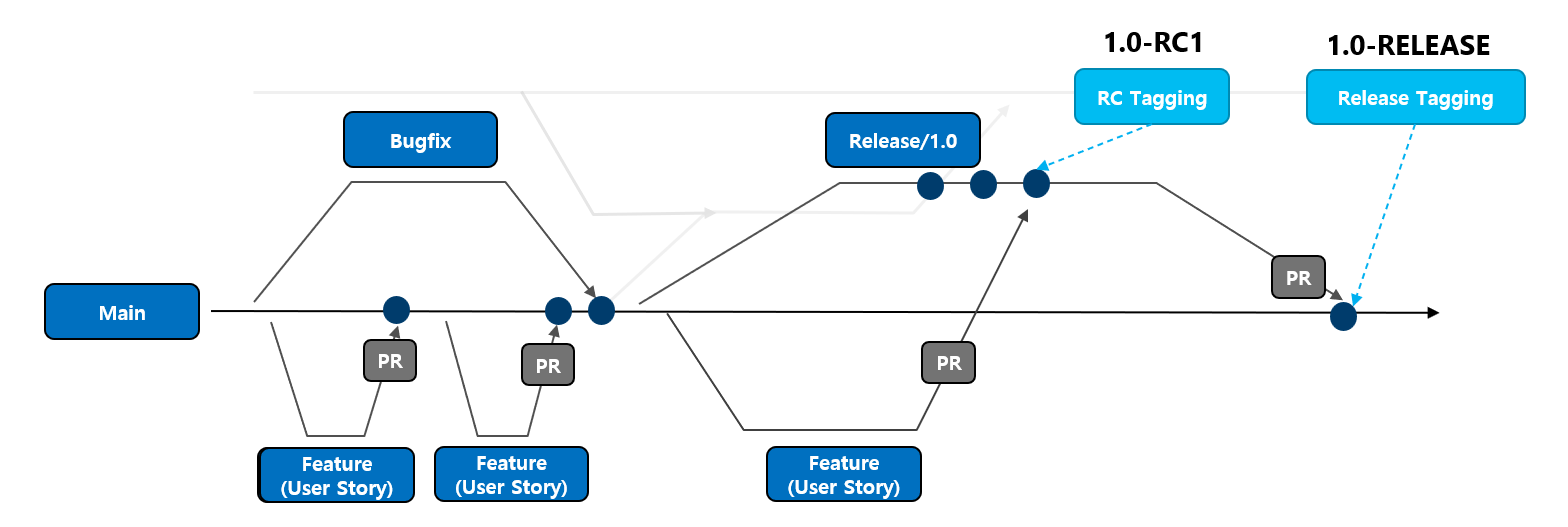 1.0-RC1
1.0-RELEASE
RC Tagging
Release Tagging
Bugfix
Release/1.0
PR
Main
PR
PR
PR
Feature
(User Story)
Feature
(User Story)
Feature
(User Story)